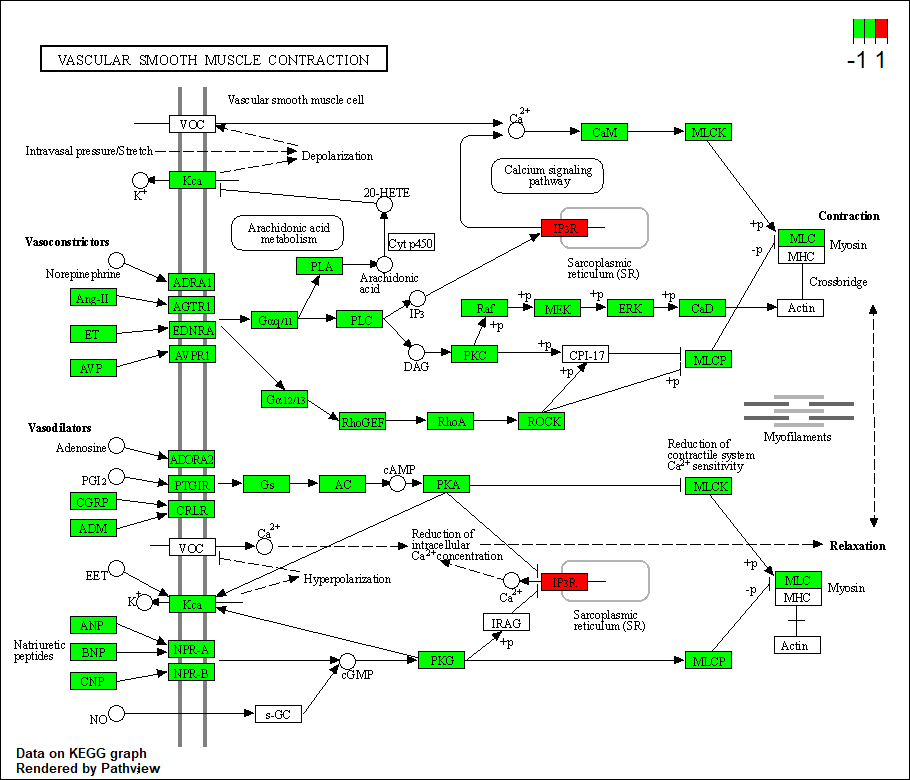 -1 1
VASCULAR SMOOTH MUSCLE CONTRACTION
Vascular smooth muscle cell
VOC
Ca2+
CaM
MLCK
Intravasal pressure/Stretch
Depolarization
Calcium signaling
pathway
Kca
K+
20-HETE
Arachidonic acid
metabolism
Cyt p450
IP3R
Contraction
+p
-p
MLC
Myosin
MHC
Vasoconstrictors
Norepinephrine
PLA
Arachidonic
acid
Sarcoplasmic
reticulum (SR)
Crossbridge
ADRA1
Ang-II
AGTR1
IP3
+p
+p
+p
+p
Raf
MEK
ERK
CaD
Actin
ET
EDNRA
Gαq/11
PLC
+p
AVP
AVPR1
DAG
PKC
+p
CPI-17
MLCP
+p
+p
Gα12/13
RhoGEF
RhoA
ROCK
Myofilaments
Vasodilators
Adenosine
ADORA2
Reduction of
contractile system
Ca2+ sensitivity
PGI2
PTGIR
Gs
AC
cAMP
PKA
MLCK
CGRP
CRLR
ADM
VOC
Ca2+
Reduction of
intracellular
Ca2+ concentration
Relaxation
EET
Hyperpolarization
Ca2+
IP3R
+p
-p
MLC
Myosin
MHC
K+
Kca
IRAG
Sarcoplasmic
reticulum (SR)
+p
Actin
ANP
Natriuretic
peptides
BNP
NPR-A
CNP
NPR-B
cGMP
PKG
MLCP
NO
s-GC
Data on KEGG graph
Rendered by Pathview